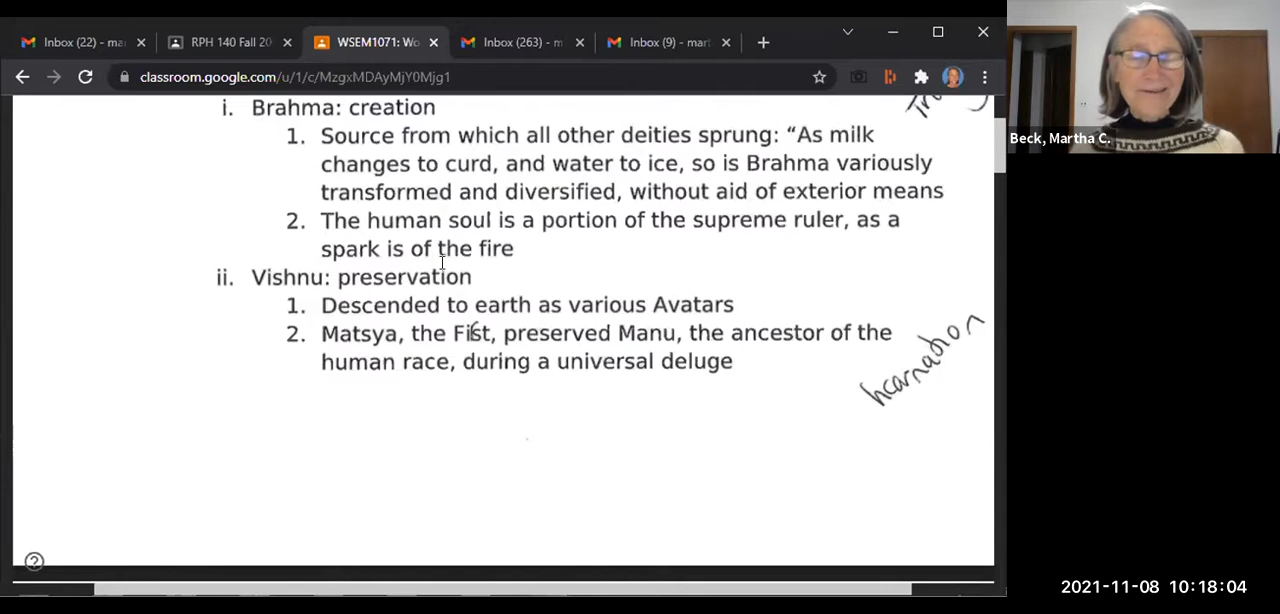 Inbox (22) - ma
RPH 140 Fall 20
WSEM1071: Wo
Inbox (263) - m
Inbox (9) - mart
classroom.google.com/u/1/c/MzgxMDAyMjY0Mjg1
Beck, Martha C.
i. Brahma: creation
1. Source from which all other deities sprung: “As milk
changes to curd, and water to ice, so is Brahma variously
transformed and diversified, without aid of exterior means
2. The human soul is a portion of the supreme ruler, as a
spark is of the fire
ii. Vishnu: preservation
1. Descended to earth as various Avatars
2. Matsya, the Fist, preserved Manu, the ancestor of the
human race, during a universal deluge
Incarnation
2021-11-08 10:18:04